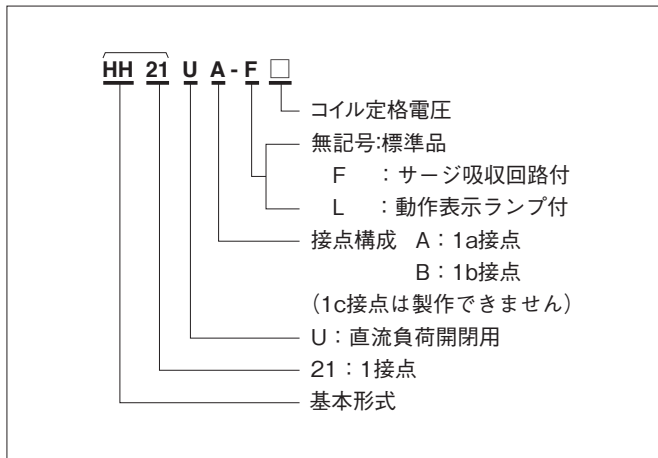 HH 21 U A - F □
コイル定格電圧
無記号:標準品
F ：サージ吸収回路付
L ：動作表示ランプ付
接点構成 A：1a接点
B：1b接点
（1c接点は製作できません）
U：直流負荷開閉用
21：1接点
基本形式